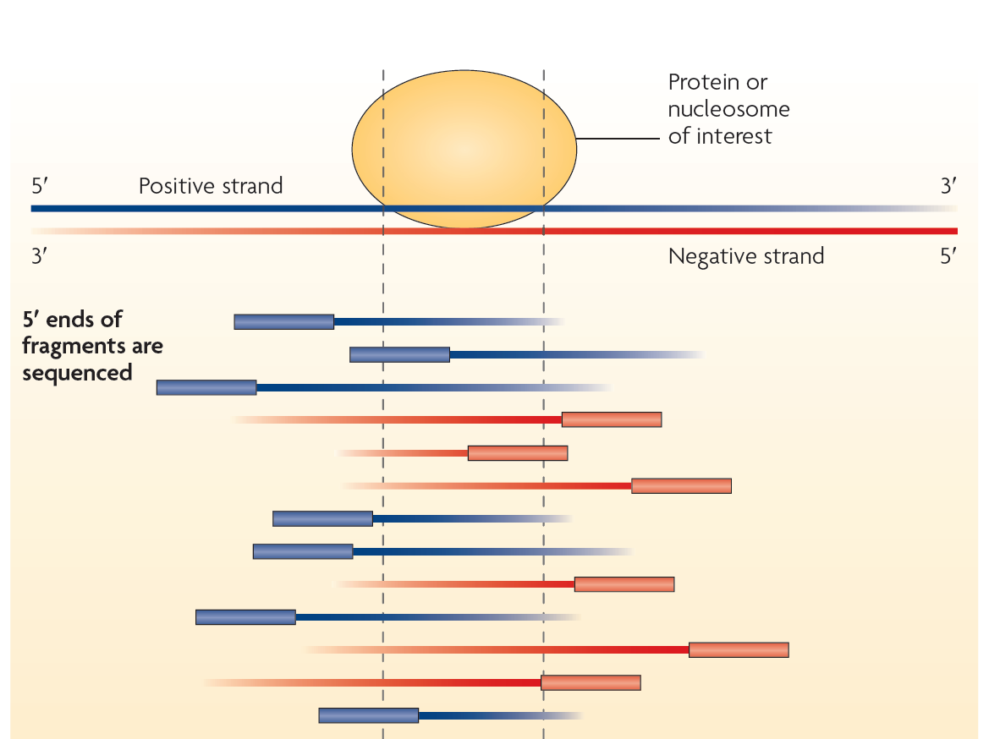 Protein or
nucleosome
of interest
5′ Positive strand 3′
3′ Negative strand 5′
5′ ends of
fragments are
sequenced